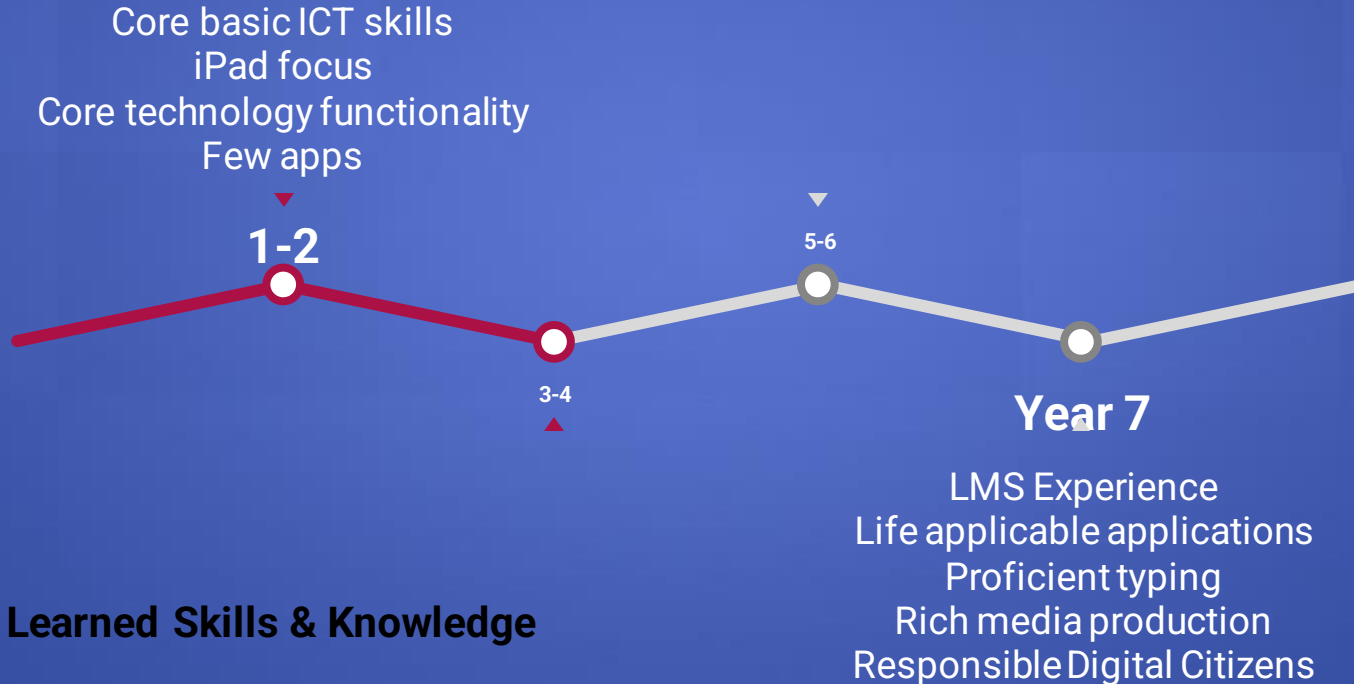 Core basic ICT skills
iPad focus
Core technology functionality
Few apps
1-2
5-6
3-4
Year 7
LMS Experience
Life applicable applications
Proficient typing
Rich media production
Responsible Digital Citizens
Learned Skills & Knowledge